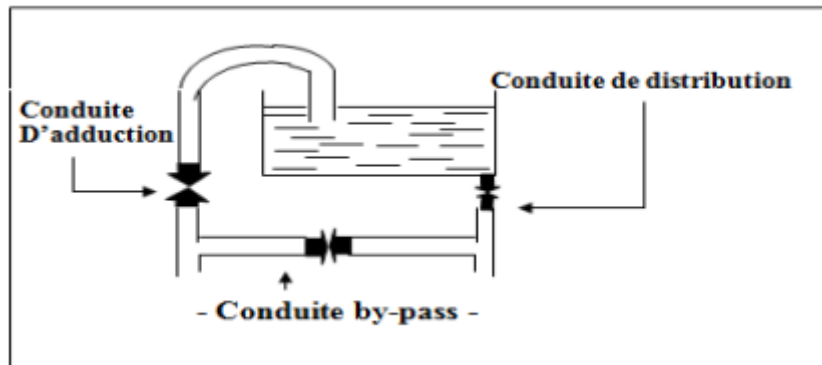 Conduite de distribution
Conduite
D'adduction
- Conduite by-pass -